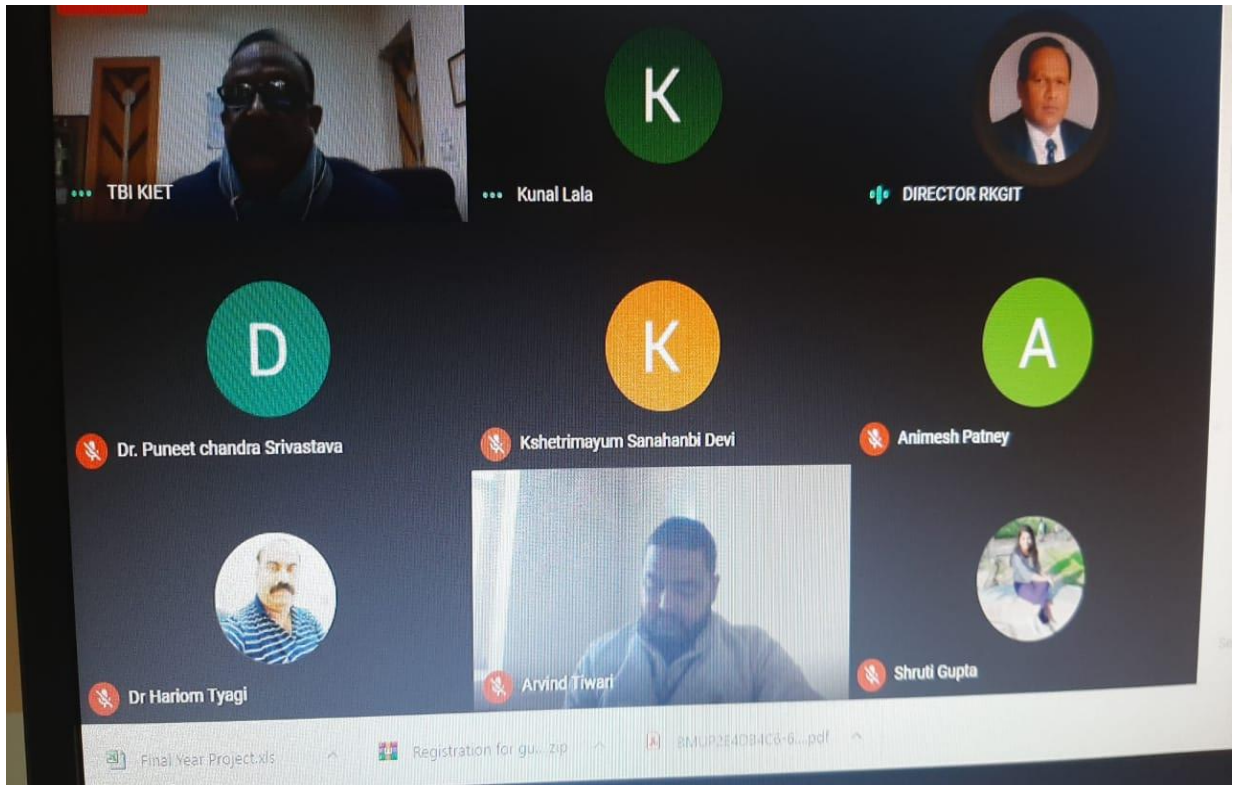 K
TBI KIET
Kunal Lala
DIRECTOR RKGIT
D
K
A
Dr. Puneet chandra Srivastava
Kshetrimayum Sanahanbi Devi
Animesh Patney
Dr Hariom Tyagi
Arvind Tiwari
Shruti Gupta
Final Year Project.xls
Registration for gu....zip